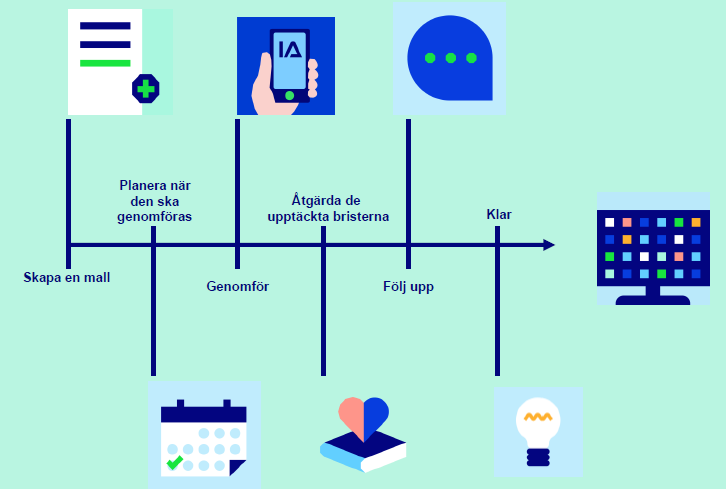 IA
Planera när
den ska
genomföras
Åtgärda de
upptäckta bristerna
Klar
Skapa en mall
Genomför
Följ upp